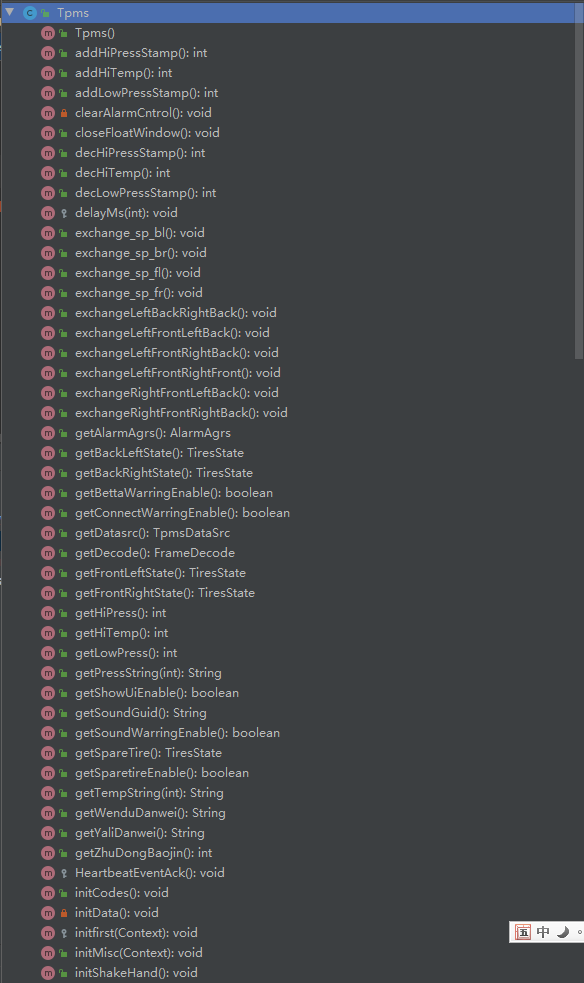 Tpms
Tpms()
addHiPressStamp(): int
addHiTemp(): int
addLowPressStamp(): int
clearAlarmCntrol(): void
closeFloatWindow(): void
decHiPressStamp(): int
decHiTemp(): int
decLowPressStamp(): int
delayMs(int): void
exchange_sp_bl(): void
exchange_sp_br(): void
exchange_sp_fl(): void
exchange_sp_fr(): void
exchangeLeftBackRightBack(): void
exchangeLeftFrontLeftBack(): void
exchangeLeftFrontRightBack(): void
exchangeLeftFrontRightFront(): void
exchangeRightFrontLeftBack(): void
exchangeRightFrontRightBack(): void
getAlarmAgrs(): AlarmAgrs
getBackLeftState(): TiresState
getBackRightState(): TiresState
getBettaWarringEnable(): boolean
getConnectWarringEnable(): boolean
getDatasrc(): TpmsDataSrc
getDecode(): FrameDecode
getFrontLeftState(): TiresState
getFrontRightState(): TiresState
getHiPress(): int
getHiTemp(): int
getLowPress(): int
getPressString(int): String
getShowUiEnable(): boolean
getSoundGuid(): String
getSoundWarringEnable(): boolean
getSpareTire(): TiresState
getSparetireEnable(): boolean
getTempString(int): String
getWenduDanwei(): String
getYaliDanwei(): String
getZhuDongBaojin(): int
HeartbeatEventAck(): void
initCodes(): void
initData(): void
initfirst(Context): void
五 中
initMisc(Context): void
initShakeHand(): void